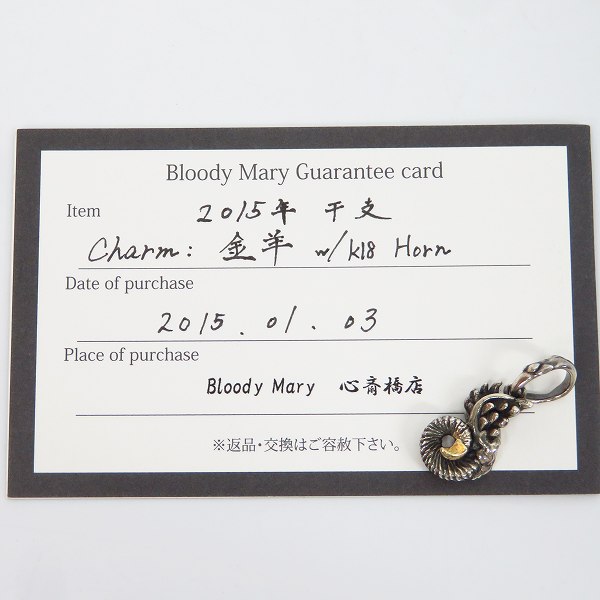 Bloody Mary Guarantee card
Item 2015年 干支
Charm: 金羊 w/k18 Horn
Date of purchase
2015.01.03
Place of purchase
Bloody Mary 心斎橋店
※返品・交換はご容赦下さい。